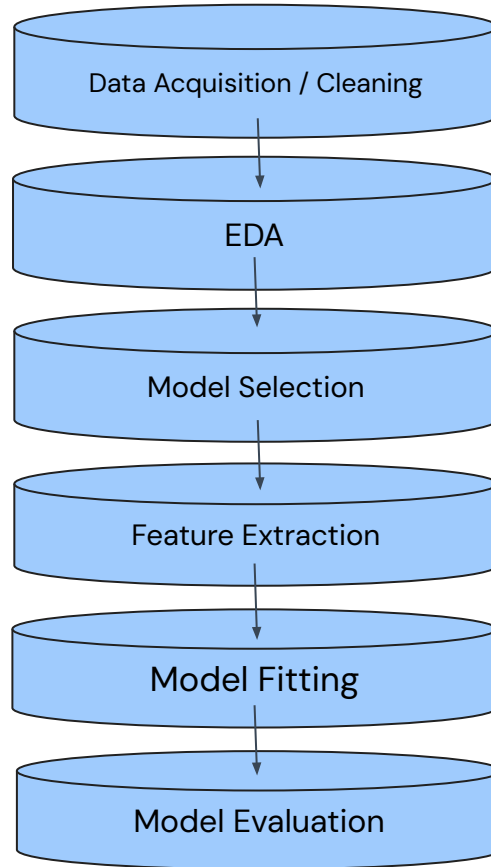 Data Acquisition / Cleaning
EDA
Model Selection
Feature Extraction
Model Fitting
Model Evaluation